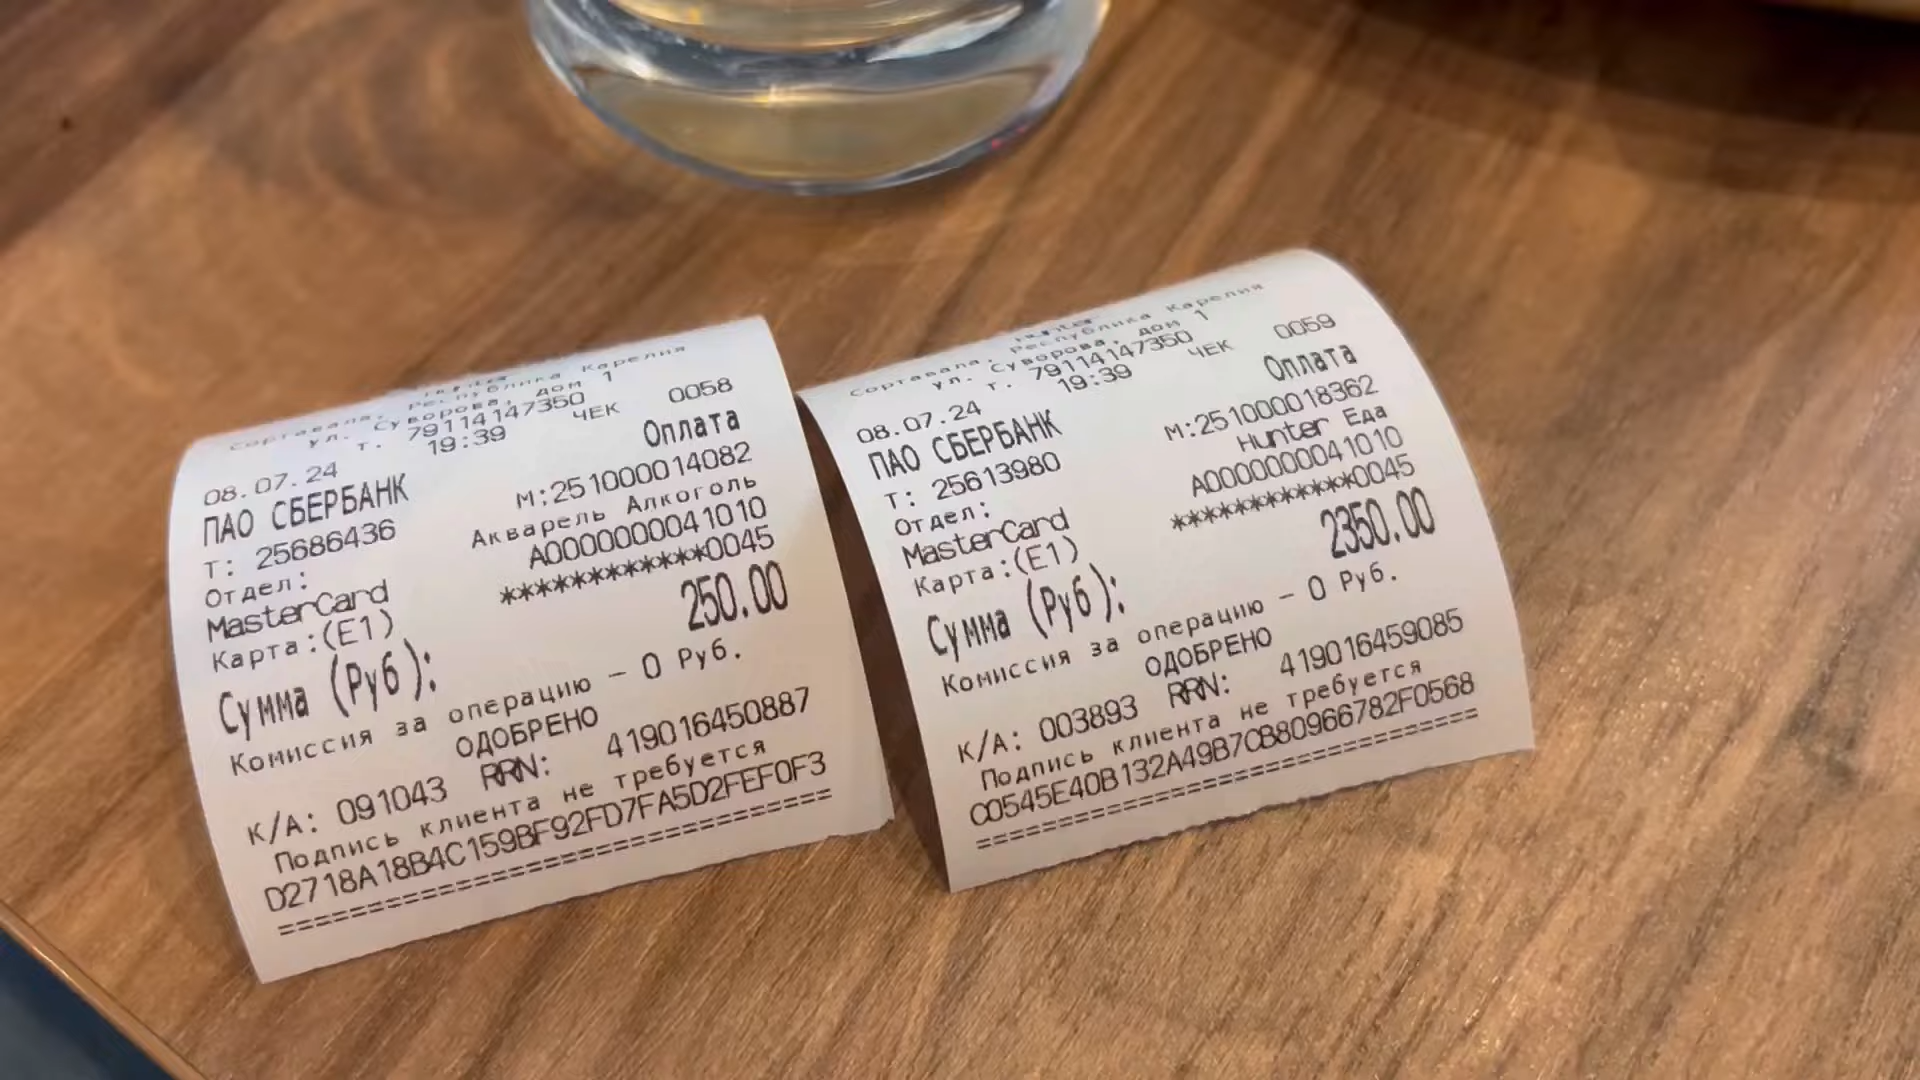 Hunter
Сортавала, Республика Карелия
ул. Суворова, дом 1
т. 79114147350
08.07.24 19:39 ЧЕК 0058
ПАО СБЕРБАНК Оплата
Т: 25686436 М:251000014082
Отдел: Акварель Алкоголь
MasterCard A0000000041010
Карта:(E1) ************0045
Сумма (Руб): 250.00
Комиссия за операцию – 0 Руб.
ОДОБРЕНО
К/А: 091043 RRN: 419016450887
Подпись клиента не требуется
D2718A18B4C159BF92FD7FA5D2FEF0F3
================================
Hunter
Сортавала, Республика Карелия
ул. Суворова, дом 1
т. 79114147350
08.07.24 19:39 ЧЕК 0059
ПАО СБЕРБАНК Оплата
Т: 25613980 М:251000018362
Отдел: Hunter Еда
MasterCard A0000000041010
Карта:(E1) ************0045
Сумма (Руб): 2350.00
Комиссия за операцию – 0 Руб.
ОДОБРЕНО
К/А: 003893 RRN: 419016459085
Подпись клиента не требуется
C0545E40B132A49B7CB80966782F0568
================================